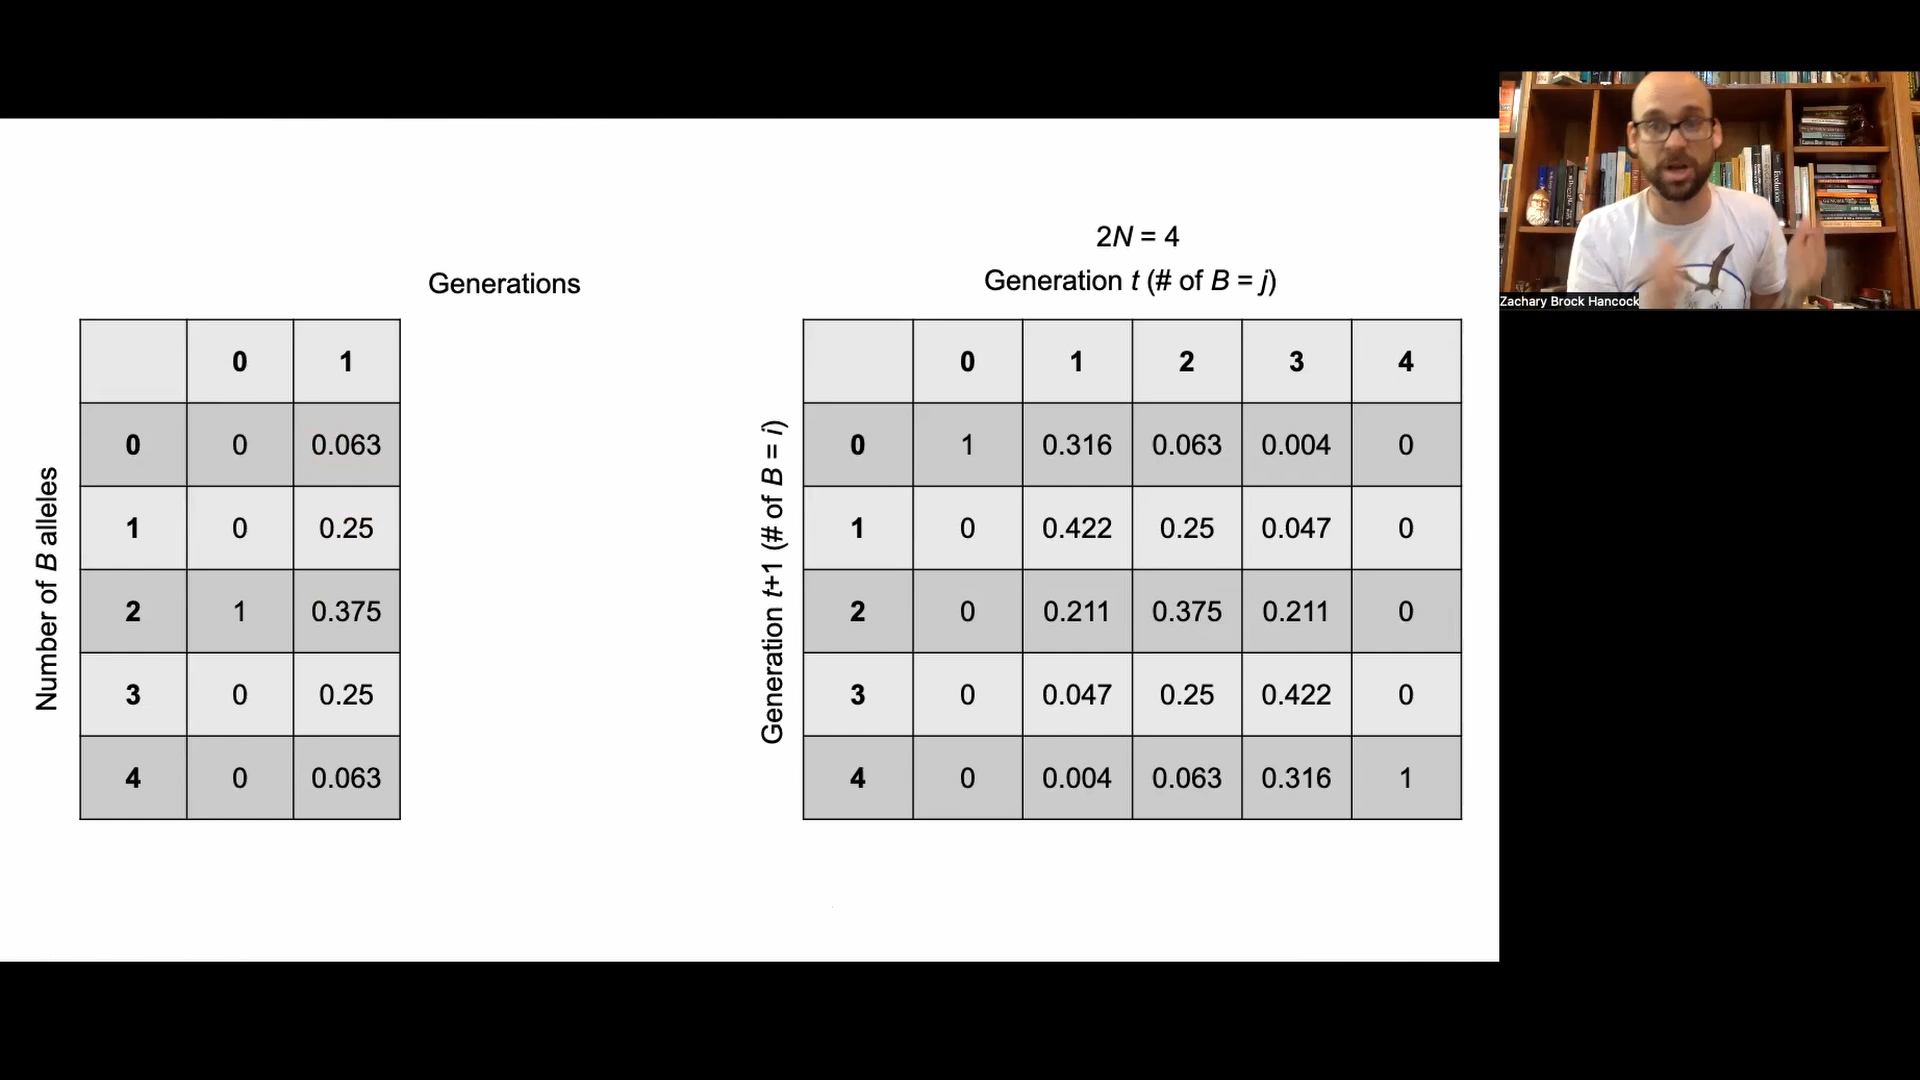 2N = 4
Generations
Generation t (# of B = j)
Number of B alleles
0 1
0 0 0.063
1 0 0.25
2 1 0.375
3 0 0.25
4 0 0.063
Generation t+1 (# of B = i)
0 1 2 3 4
0 1 0.316 0.063 0.004 0
1 0 0.422 0.25 0.047 0
2 0 0.211 0.375 0.211 0
3 0 0.047 0.25 0.422 0
4 0 0.004 0.063 0.316 1
Zachary Brock Hancock